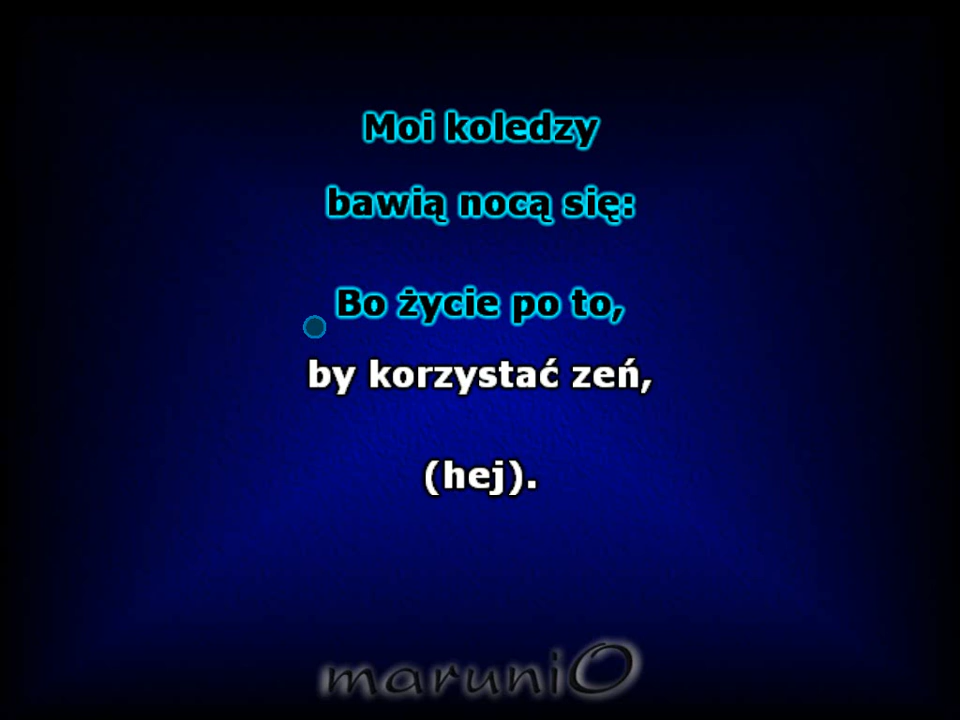 Moi koledzy
bawią nocą się:
Bo życie po to,
by korzystać zeń,
(hej).
maruniO